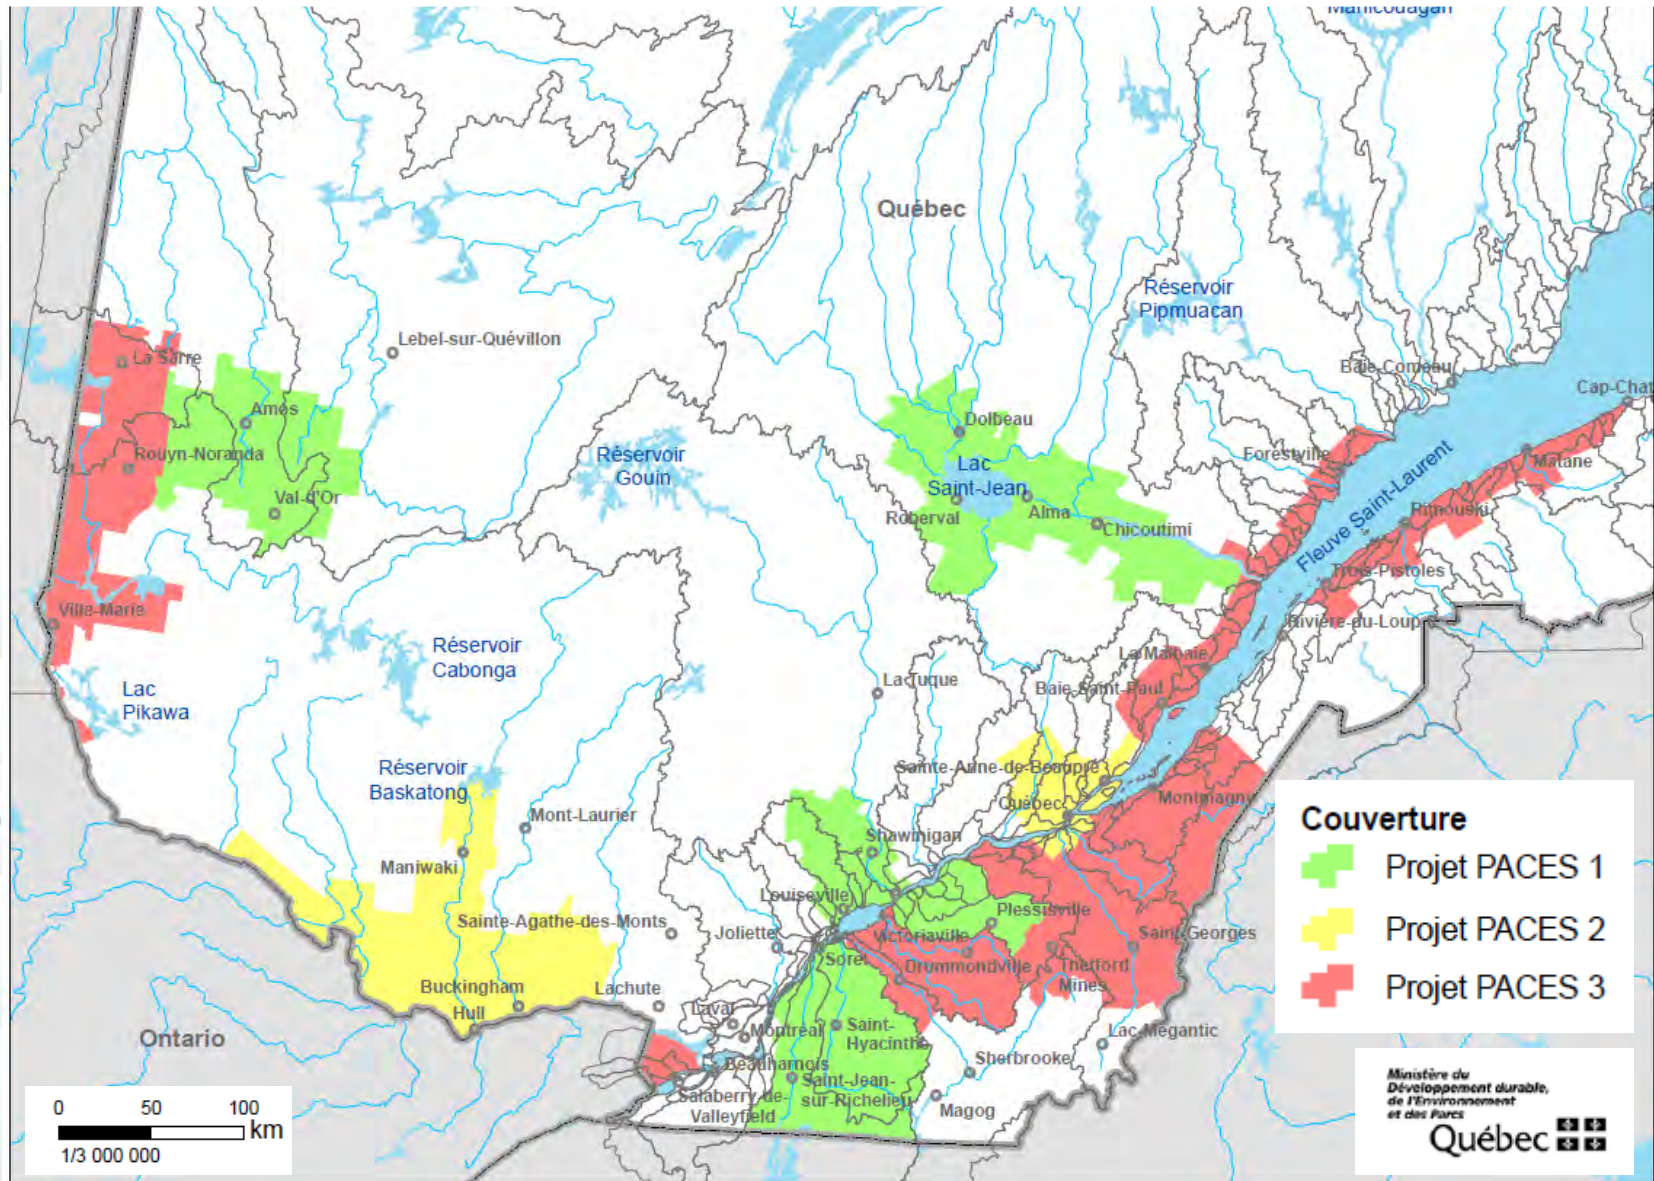 Manicouagan
Québec
Réservoir
Pipmuacan
Lebel-sur-Quévillon
La Sarre
Baie-Comeau
Cap-Chat
Amos
Dolbeau
Rouyn-Noranda
Réservoir
Gouin
Lac
Saint-Jean
Forestville
Matane
Val-d'Or
Roberval
Alma
Chicoutimi
Rimouski
Fleuve Saint-Laurent
Trois-Pistoles
Ville-Marie
Rivière-du-Loup
Réservoir
Cabonga
La Malbaie
Lac
Pikawa
La Tuque
Baie-Saint-Paul
Réservoir
Baskatong
Sainte-Anne-de-Beaupré
Québec
Montmagny
Mont-Laurier
Maniwaki
Shawinigan
Louiseville
Plessisville
Sainte-Agathe-des-Monts
Joliette
Victoriaville
Saint-Georges
Sorel
Drummondville
Thetford
Mines
Buckingham
Hull
Lachute
Laval
Montréal
Saint-
Hyacinthe
Lac-Mégantic
Ontario
Sherbrooke
Beauharnois
Saint-Jean-
sur-Richelieu
Salaberry-de-
Valleyfield
Magog
Couverture
Projet PACES 1
Projet PACES 2
Projet PACES 3
0 50 100
km
1/3 000 000
Ministère du
Développement durable,
de l'Environnement
et des Parcs
Québec